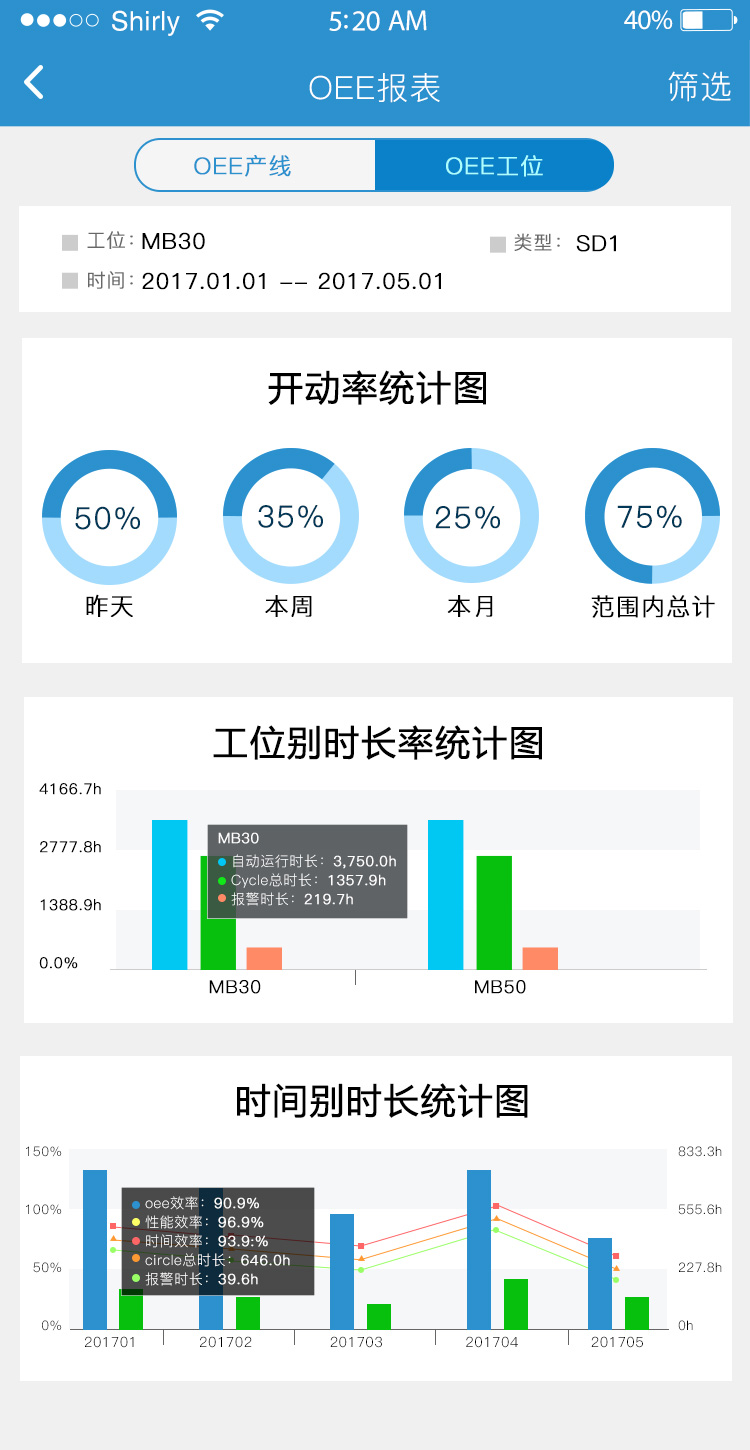 Shirly 5:20 AM 40%
OEE报表 筛选
OEE产线 OEE工位
工位: MB30 类型: SD1
时间: 2017.01.01 -- 2017.05.01
开动率统计图
50% 35% 25% 75%
昨天 本周 本月 范围内总计
工位别时长率统计图
4166.7h
2777.8h
1388.9h
0.0%
MB30
自动运行时长: 3,750.0h
Cycle总时长: 1357.9h
报警时长: 219.7h
MB30 MB50
时间别时长统计图
150% 833.3h
100% 555.6h
50% 227.8h
0% 0h
oee效率: 90.9%
性能效率: 96.9%
时间效率: 93.9:%
circle总时长: 646.0h
报警时长: 39.6h
201701 201702 201703 201704 201705